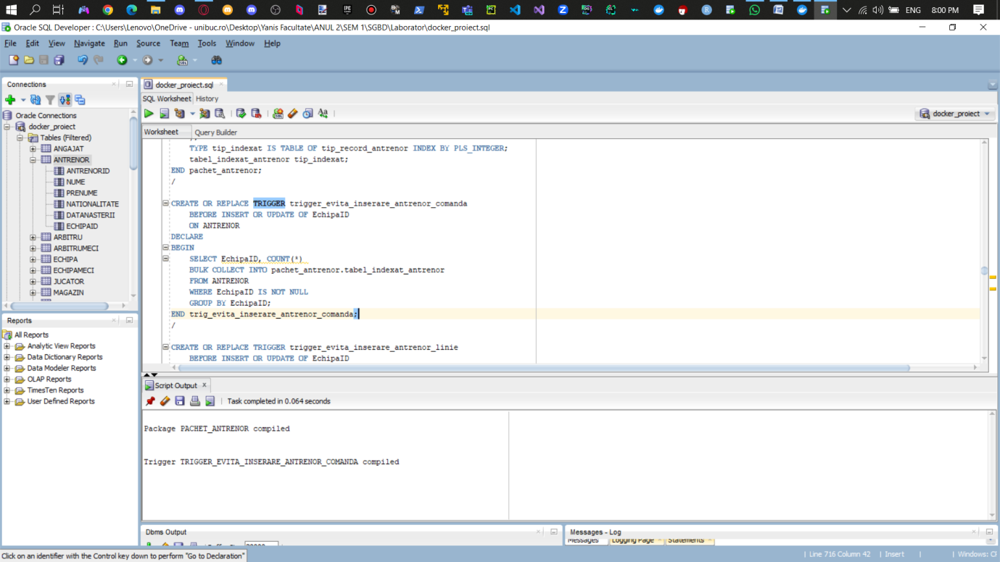 ENG
8:00 PM
Oracle SQL Developer : C:\Users\Lenovo\OneDrive - unibuc.ro\Desktop\Yanis Facultate\ANUL 2\SEM 1\SGBD\Laborator\docker_proiect.sql
File Edit View Navigate Run Source Team Tools Window Help
Connections
Oracle Connections
docker_proiect
Tables (Filtered)
ANGAJAT
ANTRENOR
ANTRENORID
NUME
PRENUME
NATIONALITATE
DATANASTERII
ECHIPAID
ARBITRU
ARBITRUMECI
ECHIPA
ECHIPAMECI
JUCATOR
MAGAZIN
Reports
All Reports
Analytic View Reports
Data Dictionary Reports
Data Modeler Reports
OLAP Reports
TimesTen Reports
User Defined Reports
docker_proiect.sql
SQL Worksheet History
docker_proiect
Worksheet Query Builder
TYPE tip_indexat IS TABLE OF tip_record_antrenor INDEX BY PLS_INTEGER;
tabel_indexat_antrenor tip_indexat;
END pachet_antrenor;
/
CREATE OR REPLACE TRIGGER trigger_evita_inserare_antrenor_comanda
BEFORE INSERT OR UPDATE OF EchipaID
ON ANTRENOR
DECLARE
BEGIN
SELECT EchipaID, COUNT(*)
BULK COLLECT INTO pachet_antrenor.tabel_indexat_antrenor
FROM ANTRENOR
WHERE EchipaID IS NOT NULL
GROUP BY EchipaID;
END trig_evita_inserare_antrenor_comanda;
/
CREATE OR REPLACE TRIGGER trigger_evita_inserare_antrenor_linie
BEFORE INSERT OR UPDATE OF EchipaID
Script Output
Task completed in 0.064 seconds
Package PACHET_ANTRENOR compiled
Trigger TRIGGER_EVITA_INSERARE_ANTRENOR_COMANDA compiled
Dbms Output
Messages - Log
Messages Logging Page Statements
Click on an identifier with the Control key down to perform "Go to Declaration"
Line 716 Column 42 Insert Windows: CF